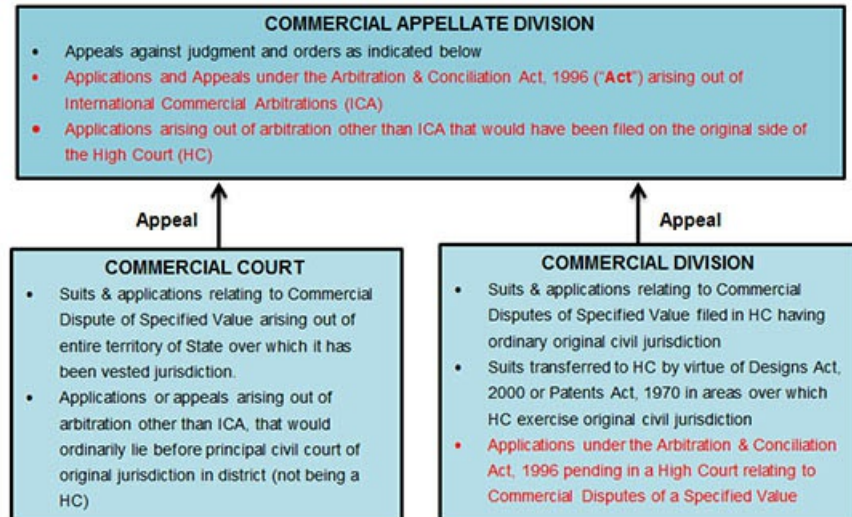 COMMERCIAL APPELLATE DIVISION
• Appeals against judgment and orders as indicated below
• Applications and Appeals under the Arbitration & Conciliation Act, 1996 ("Act") arising out of
International Commercial Arbitrations (ICA)
• Applications arising out of arbitration other than ICA that would have been filed on the original side of
the High Court (HC)
Appeal
Appeal
COMMERCIAL COURT
• Suits & applications relating to Commercial
Dispute of Specified Value arising out of
entire territory of State over which it has
been vested jurisdiction.
• Applications or appeals arising out of
arbitration other than ICA, that would
ordinarily lie before principal civil court of
original jurisdiction in district (not being a
HC)
COMMERCIAL DIVISION
• Suits & applications relating to Commercial
Disputes of Specified Value filed in HC having
ordinary original civil jurisdiction
• Suits transferred to HC by virtue of Designs Act,
2000 or Patents Act, 1970 in areas over which
HC exercise original civil jurisdiction
• Applications under the Arbitration & Conciliation
Act, 1996 pending in a High Court relating to
Commercial Disputes of a Specified Value